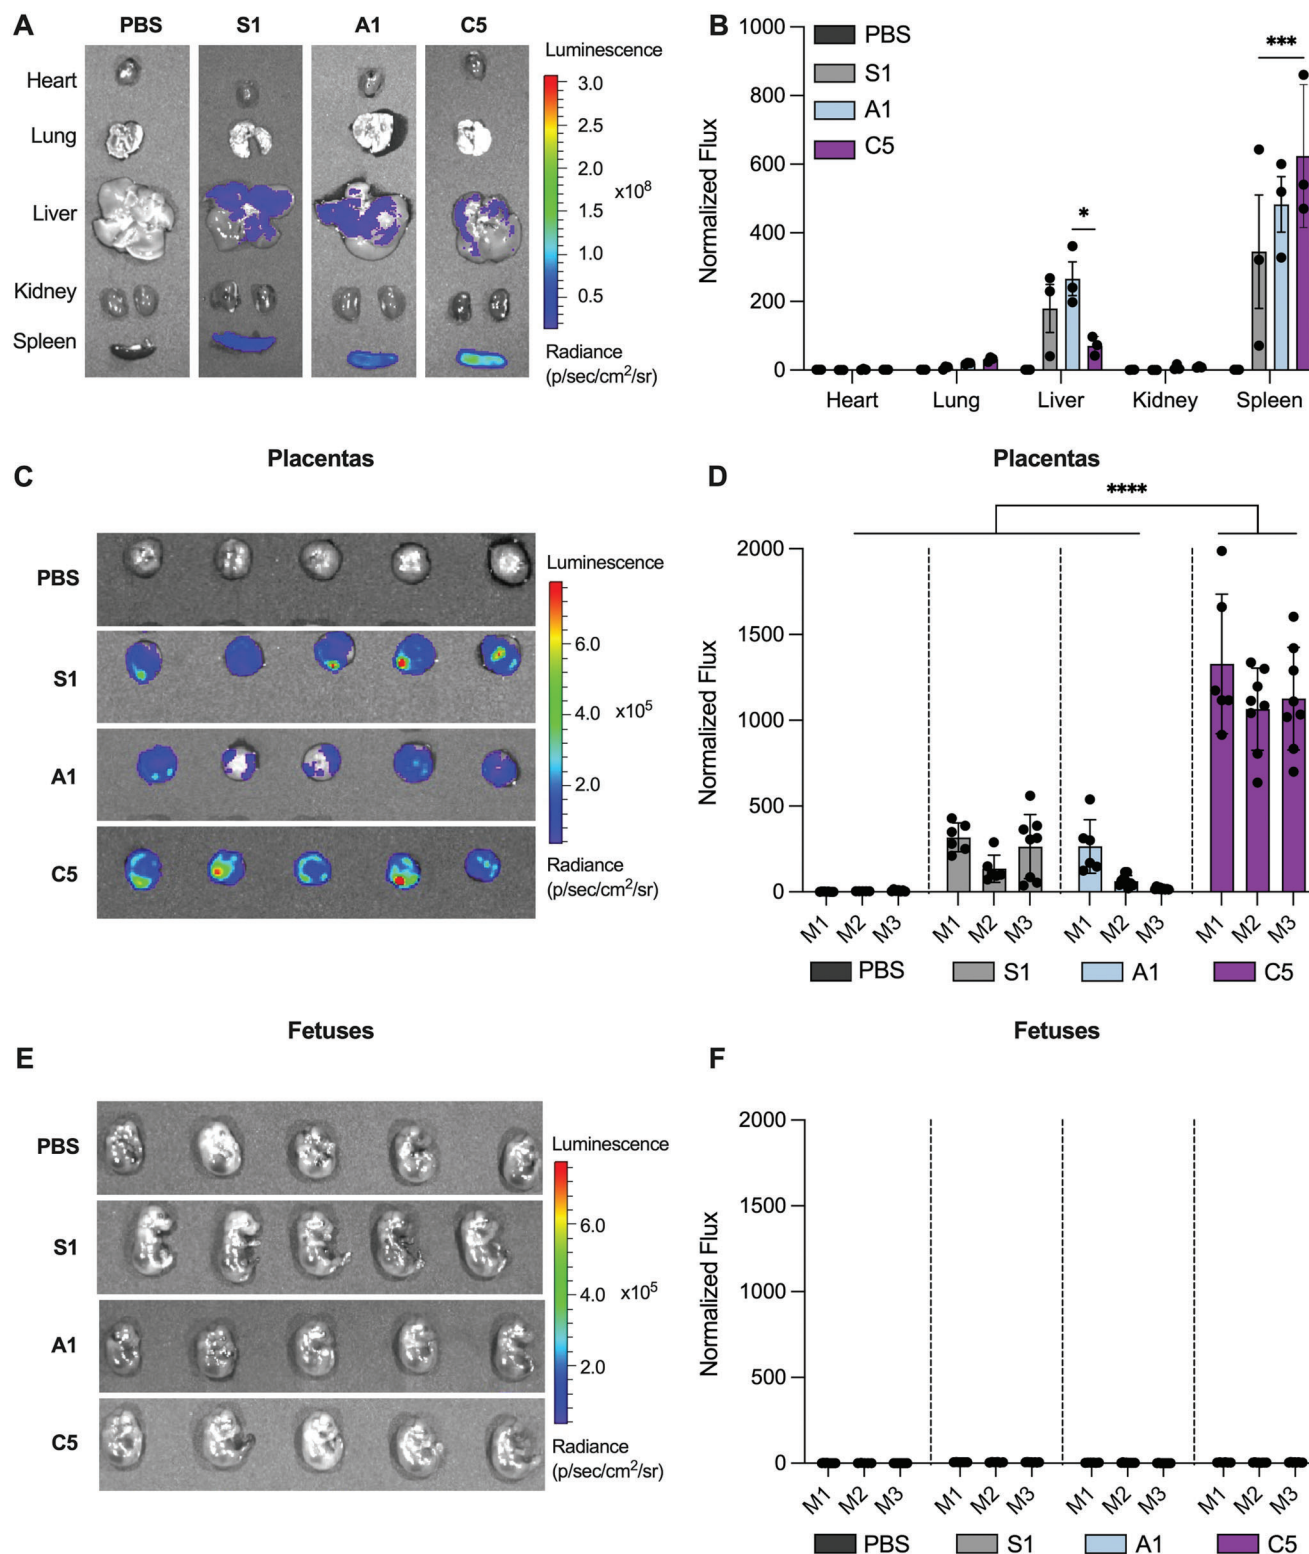 A
PBS S1 A1 C5
Heart
Lung
Liver
Kidney
Spleen
Luminescence
3.0
2.5
2.0
x10⁸
1.5
1.0
0.5
Radiance
(p/sec/cm²/sr)
B
Normalized Flux
1000
800
600
400
200
0
PBS
S1
A1
C5
*
***
Heart Lung Liver Kidney Spleen
C
Placentas
PBS
S1
A1
C5
Luminescence
6.0
4.0 x10⁵
2.0
Radiance
(p/sec/cm²/sr)
D
Placentas
****
Normalized Flux
2000
1500
1000
500
0
M1 M2 M3 M1 M2 M3 M1 M2 M3 M1 M2 M3
PBS S1 A1 C5
E
Fetuses
PBS
S1
A1
C5
Luminescence
6.0
4.0 x10⁵
2.0
Radiance
(p/sec/cm²/sr)
F
Fetuses
Normalized Flux
2000
1500
1000
500
0
M1 M2 M3 M1 M2 M3 M1 M2 M3 M1 M2 M3
PBS S1 A1 C5